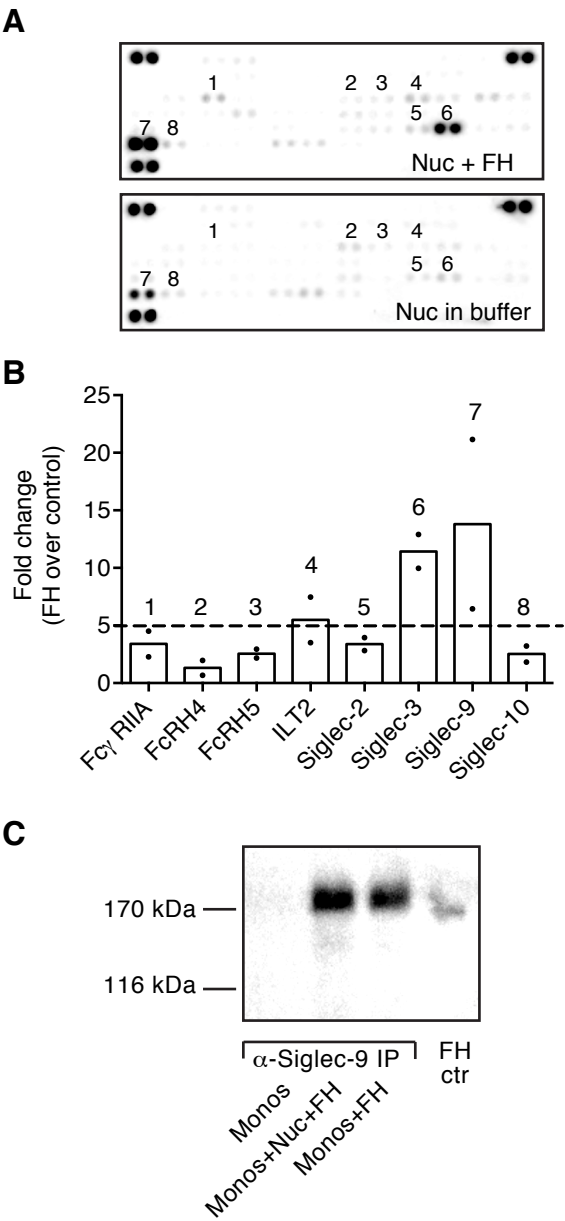 A
1 2 3 4
5 6
7 8
Nuc + FH
1 2 3 4
5 6
7 8
Nuc in buffer
B
Fold change
(FH over control)
25
20
15
10
5
0
1 2 3 4 5 6 7 8
Fcγ RIIA
FcRH4
FcRH5
ILT2
Siglec-2
Siglec-3
Siglec-9
Siglec-10
C
170 kDa
116 kDa
α-Siglec-9 IP
FH
ctr
Monos
Monos+Nuc+FH
Monos+FH